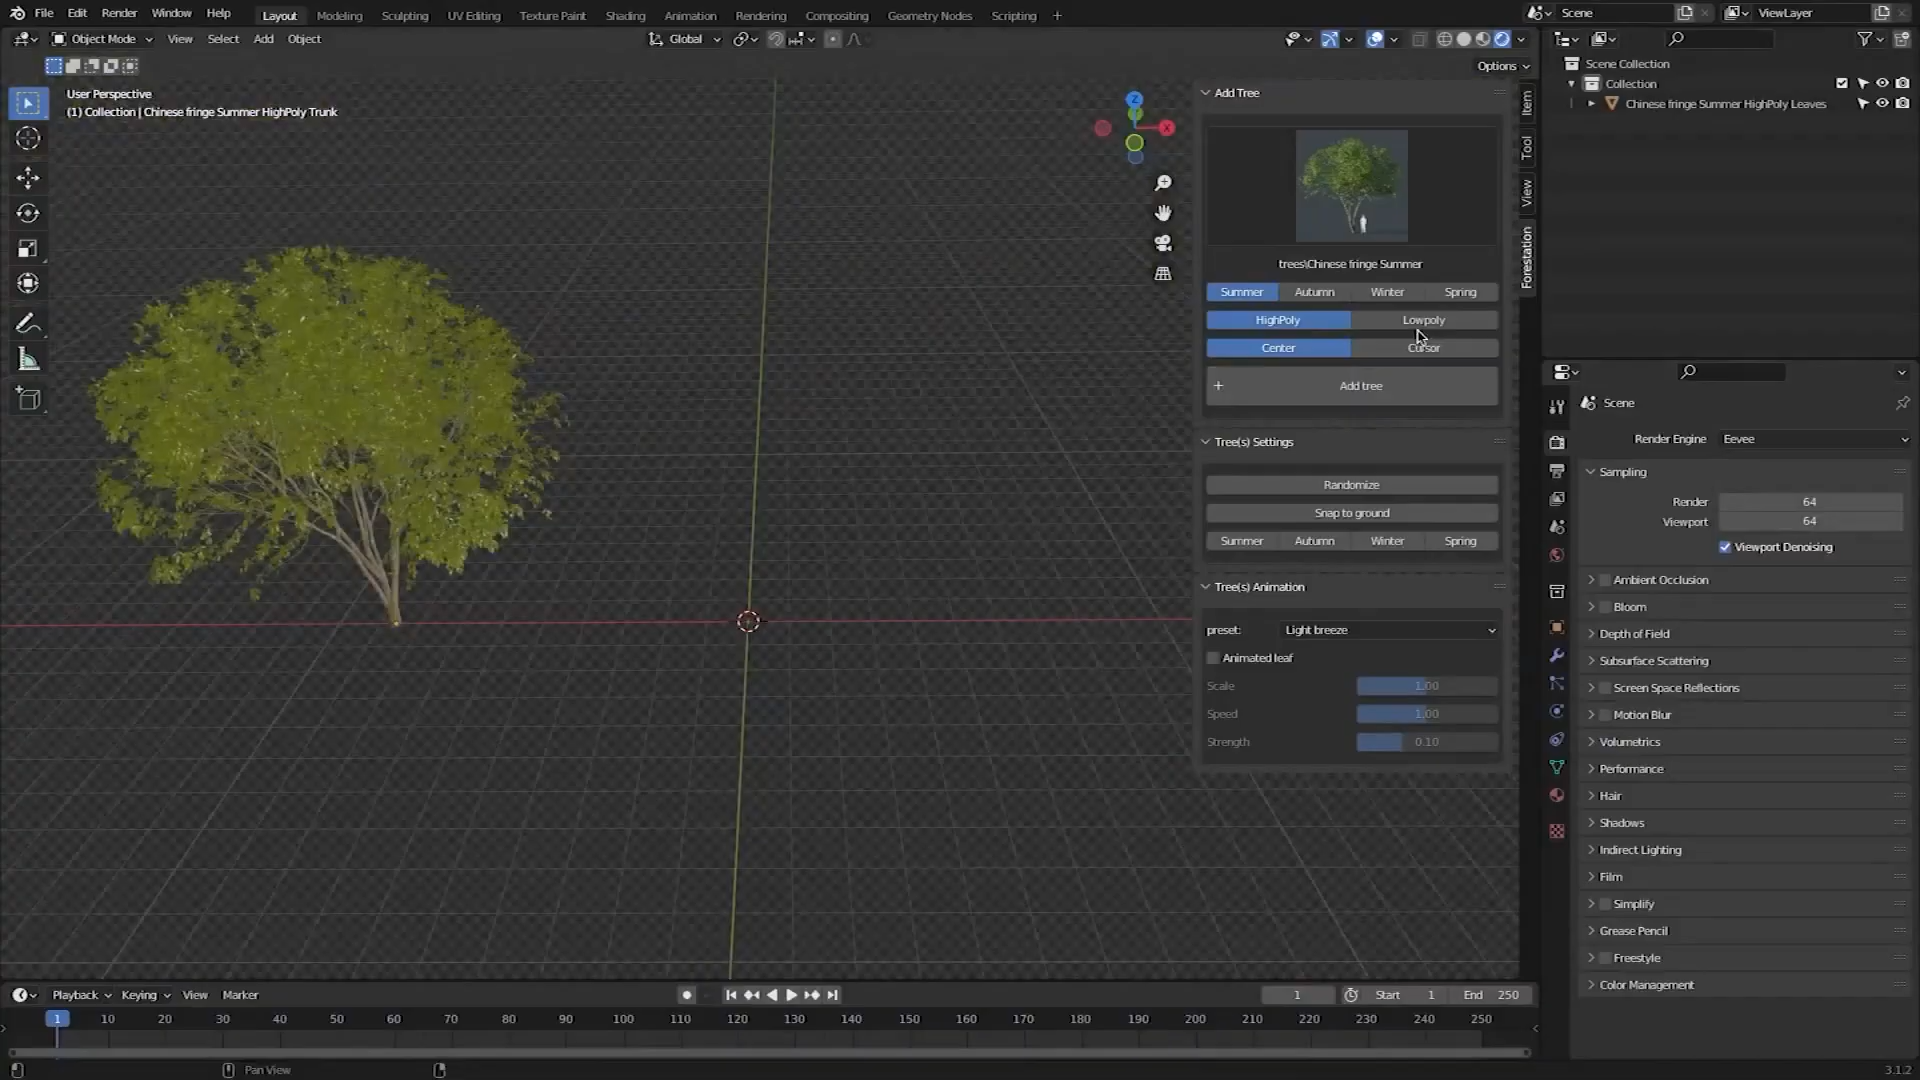 File Edit Render Window Help
Layout Modeling Sculpting UV Editing Texture Paint Shading Animation Rendering Compositing Geometry Nodes Scripting +
Scene
ViewLayer
Object Mode View Select Add Object
Global
Options
User Perspective
(1) Collection | Chinese fringe Summer HighPoly Trunk
Z
X
Add Tree
trees\Chinese fringe Summer
Summer Autumn Winter Spring
HighPoly Lowpoly
Center Cursor
+ Add tree
Tree(s) Settings
Randomize
Snap to ground
Summer Autumn Winter Spring
Tree(s) Animation
preset: Light breeze
Animated leaf
Scale 1.00
Speed 1.00
Strength 0.10
Item
Tool
View
Forestation
Scene Collection
Collection
Chinese fringe Summer HighPoly Leaves
Scene
Render Engine Eevee
Sampling
Render 64
Viewport 64
Viewport Denoising
Ambient Occlusion
Bloom
Depth of Field
Subsurface Scattering
Screen Space Reflections
Motion Blur
Volumetrics
Performance
Hair
Shadows
Indirect Lighting
Film
Simplify
Grease Pencil
Freestyle
Color Management
Playback Keying View Marker
1 Start 1 End 250
1 10 20 30 40 50 60 70 80 90 100 110 120 130 140 150 160 170 180 190 200 210 220 230 240 250
Pan View
3.1.2